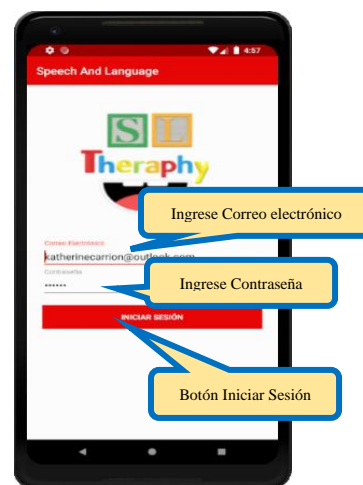 4:57
Speech And Language
S L
Theraphy
Ingrese Correo electrónico
Correo Electrónico
katherinecarrion@outlook.com
Contraseña
Ingrese Contraseña
••••••
INICIAR SESIÓN
Botón Iniciar Sesión